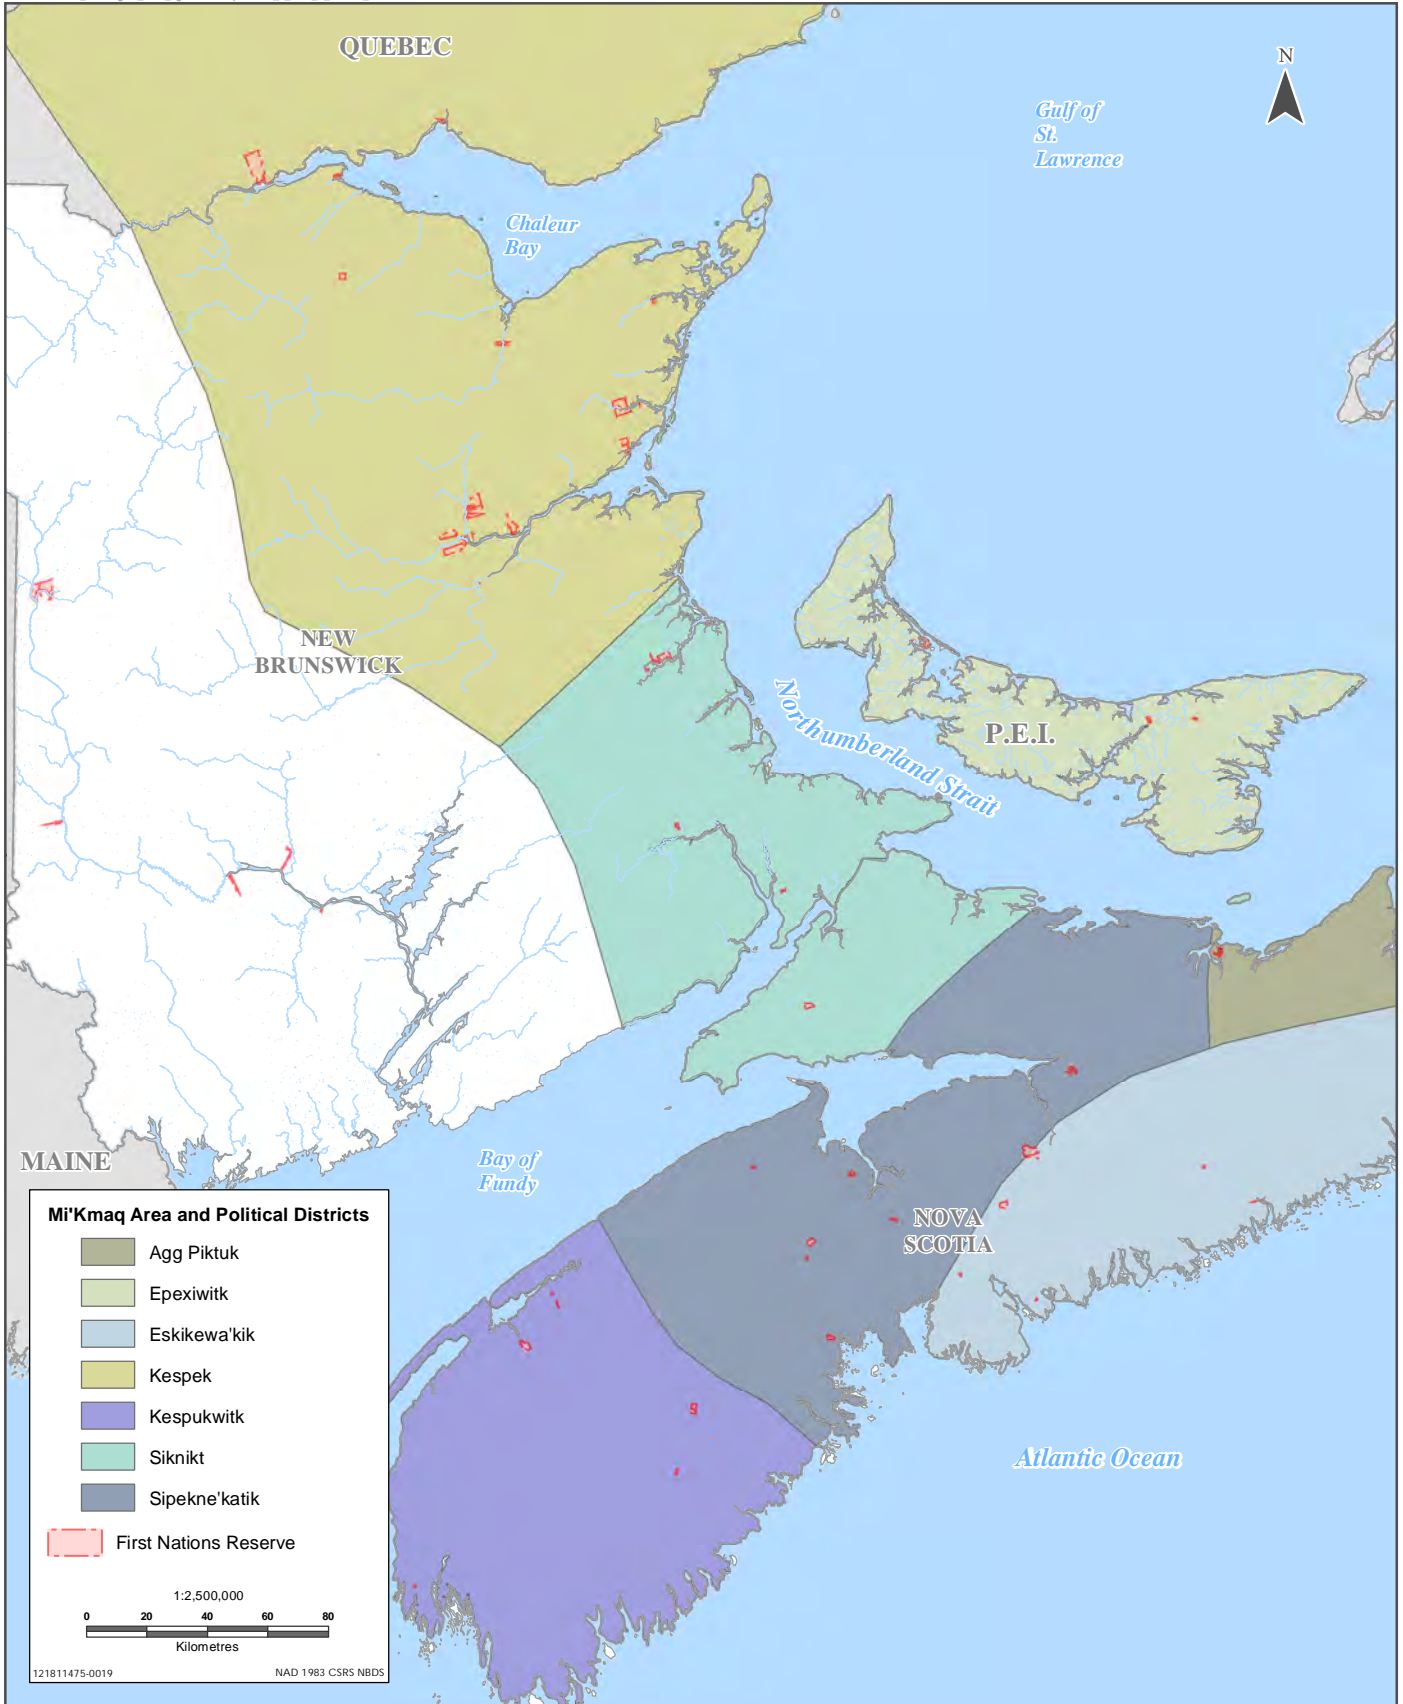 QUEBEC
N
Gulf of
St.
Lawrence
Chaleur
Bay
NEW
BRUNSWICK
Northumberland Strait
P.E.I.
MAINE
Bay of
Fundy
NOVA
SCOTIA
Atlantic Ocean
Mi'Kmaq Area and Political Districts
Agg Piktuk
Epexiwitk
Eskikewa'kik
Kespek
Kespukwitk
Siknikt
Sipekne'katik
First Nations Reserve
1:2,500,000
0 20 40 60 80
Kilometres
121811475-0019 NAD 1983 CSRS NBDS